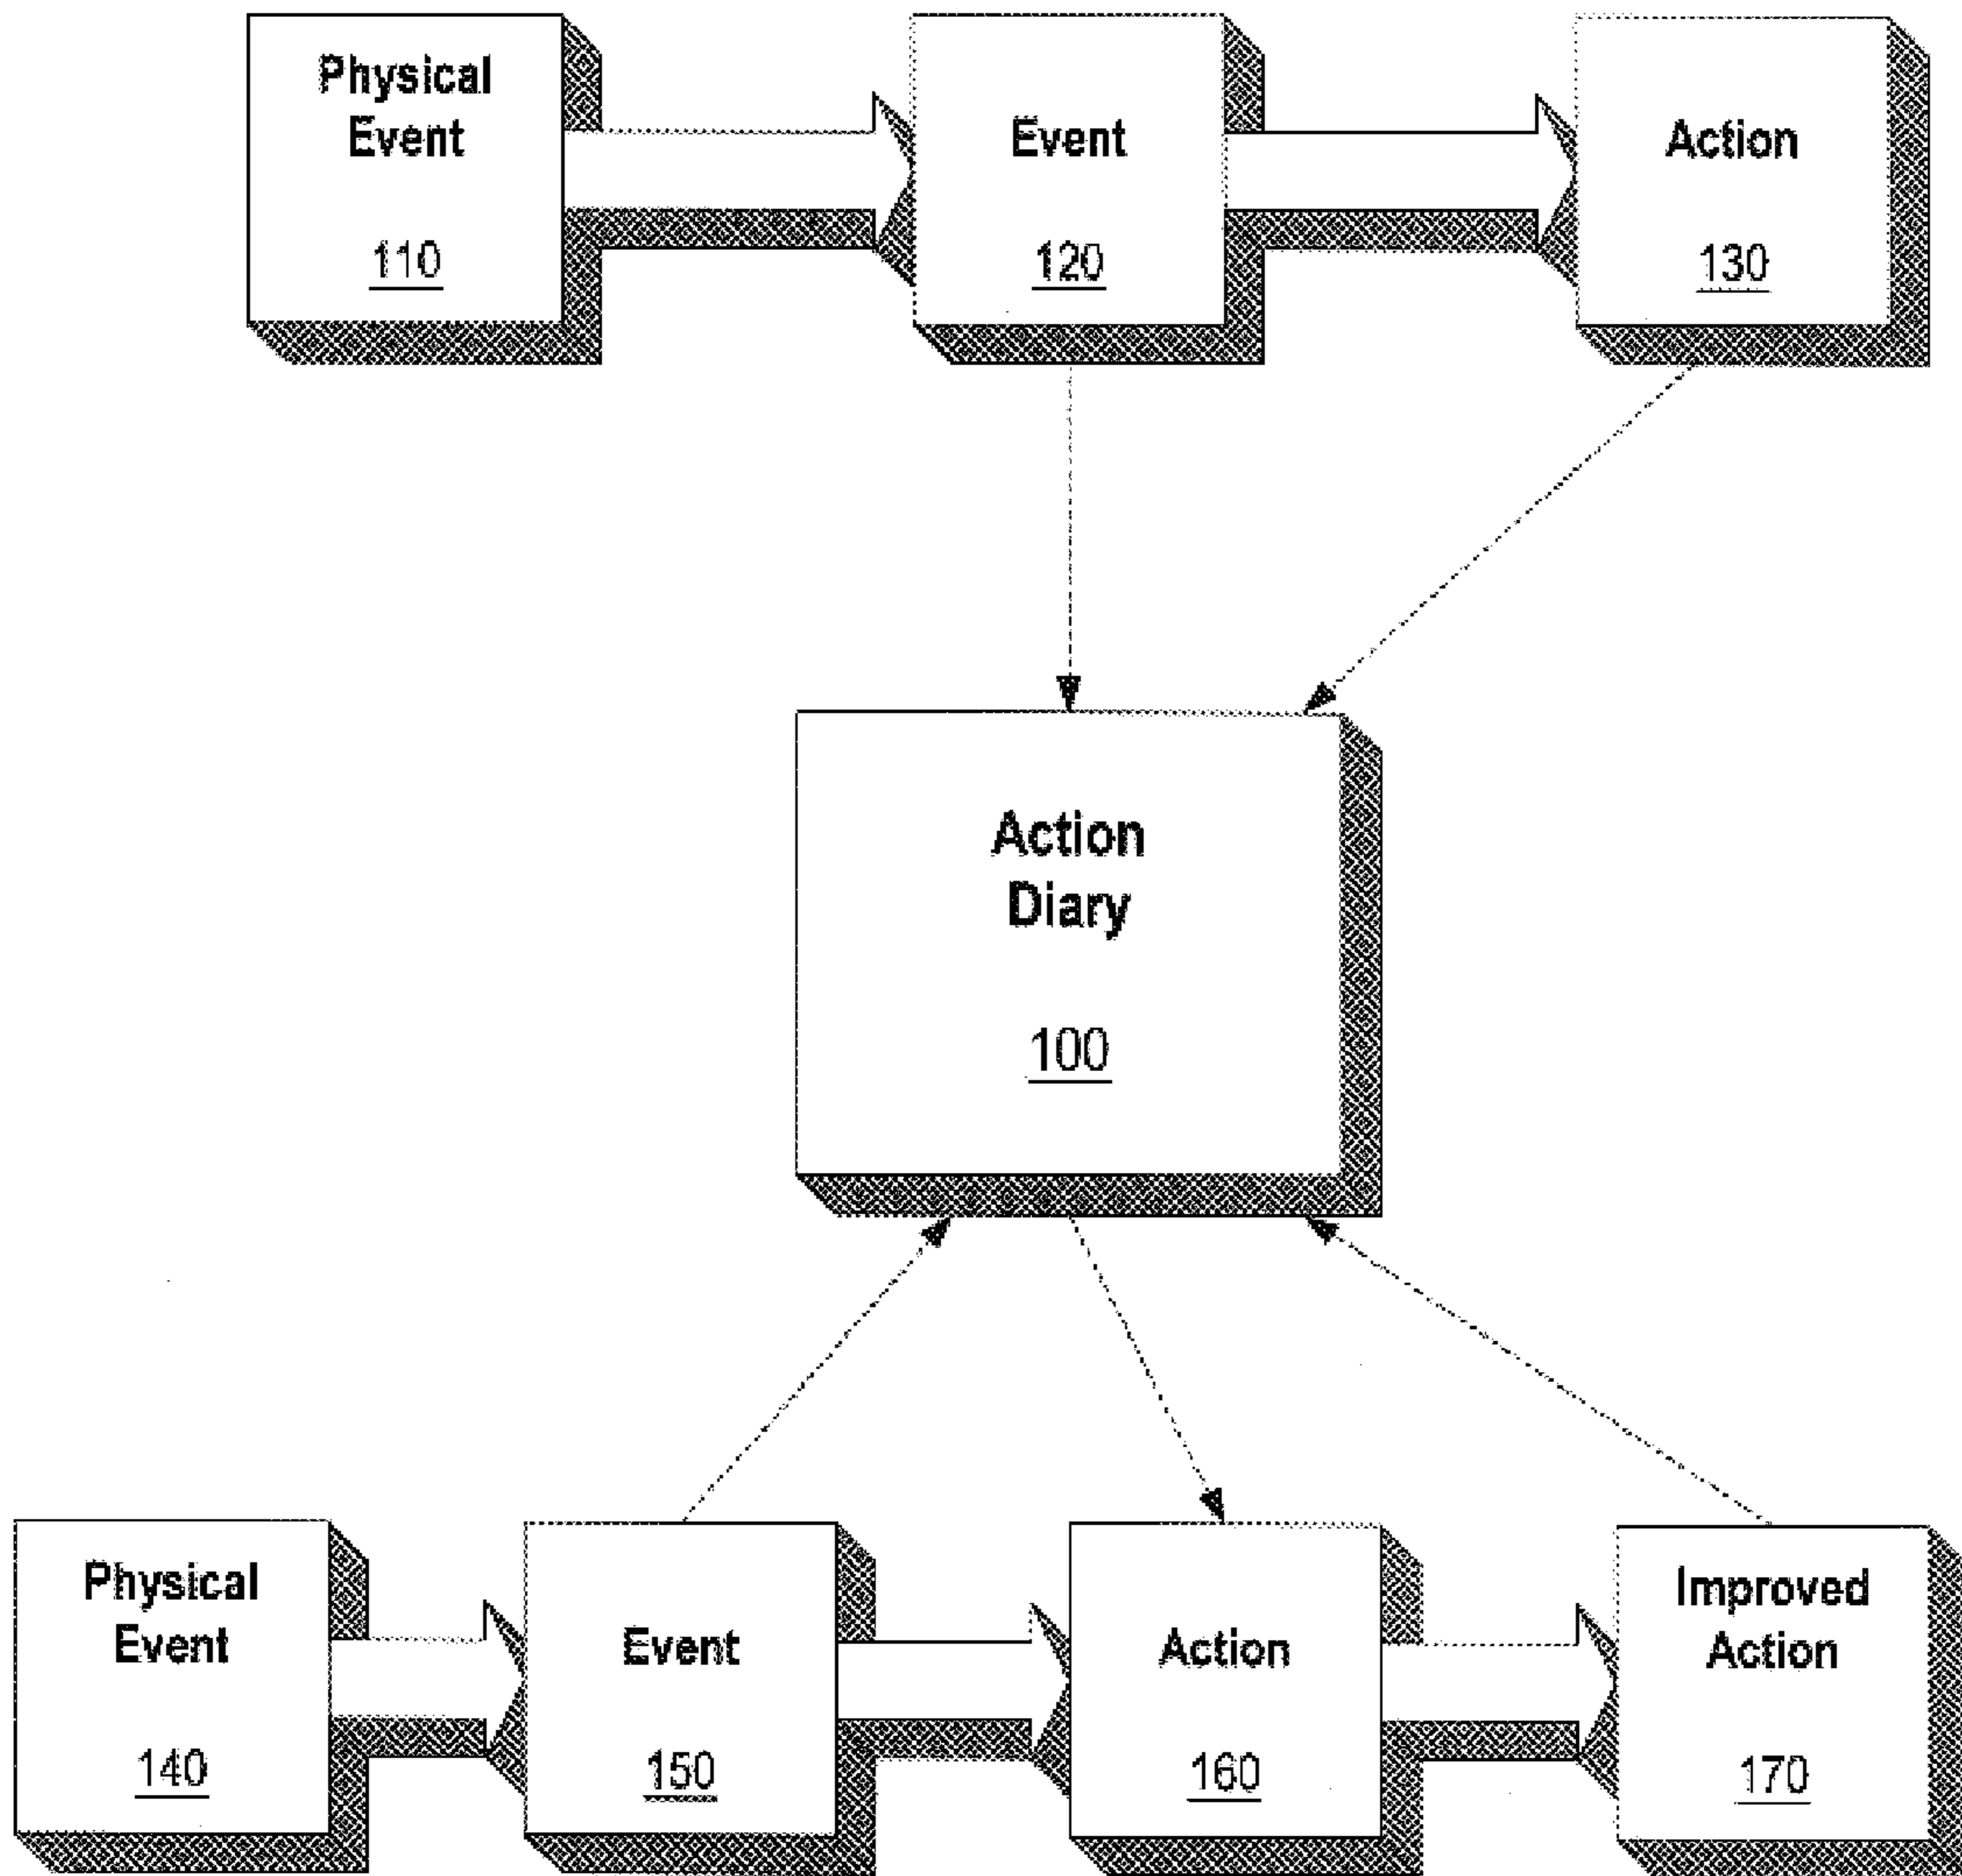 Physical
Event
110
Event
120
Action
130
Action
Diary
100
Physical
Event
140
Event
150
Action
160
Improved
Action
170